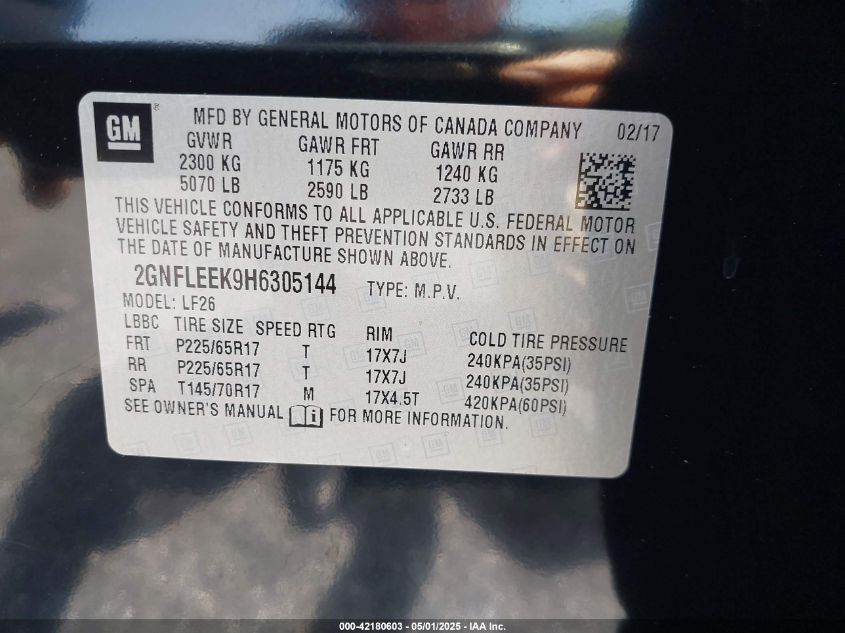 GM ®
MFD BY GENERAL MOTORS OF CANADA COMPANY 02/17
GVWR GAWR FRT GAWR RR
2300 KG 1175 KG 1240 KG
5070 LB 2590 LB 2733 LB
THIS VEHICLE CONFORMS TO ALL APPLICABLE U.S. FEDERAL MOTOR
VEHICLE SAFETY AND THEFT PREVENTION STANDARDS IN EFFECT ON
THE DATE OF MANUFACTURE SHOWN ABOVE.
2GNFLEEK9H6305144 TYPE: M.P.V.
MODEL: LF26
LBBC TIRE SIZE SPEED RTG RIM COLD TIRE PRESSURE
FRT P225/65R17 T 17X7J 240KPA(35PSI)
RR P225/65R17 T 17X7J 240KPA(35PSI)
SPA T145/70R17 M 17X4.5T 420KPA(60PSI)
SEE OWNER'S MANUAL i FOR MORE INFORMATION.
000-42180603 - 05/01/2025 - IAA Inc.